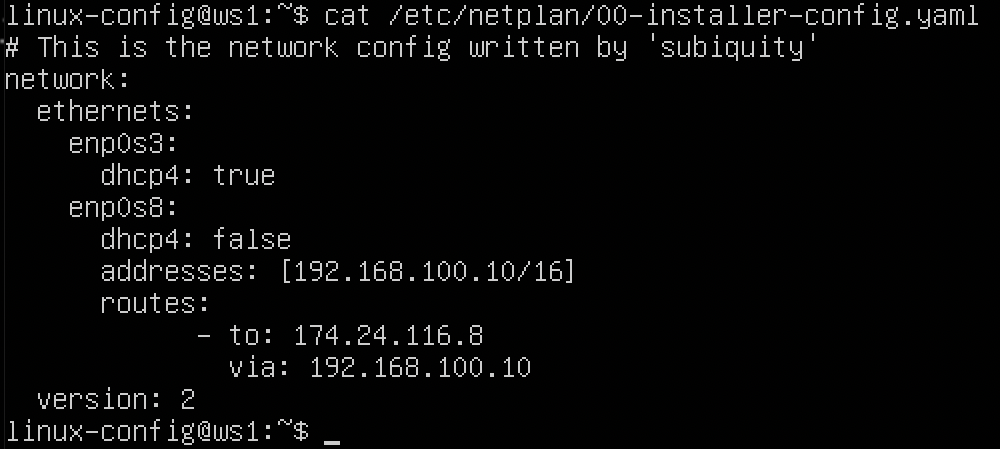 linux-config@ws1:~$ cat /etc/netplan/00-installer-config.yaml
# This is the network config written by 'subiquity'
network:
  ethernets:
    enp0s3:
      dhcp4: true
    enp0s8:
      dhcp4: false
      addresses: [192.168.100.10/16]
      routes:
            - to: 174.24.116.8
              via: 192.168.100.10
  version: 2
linux-config@ws1:~$ _